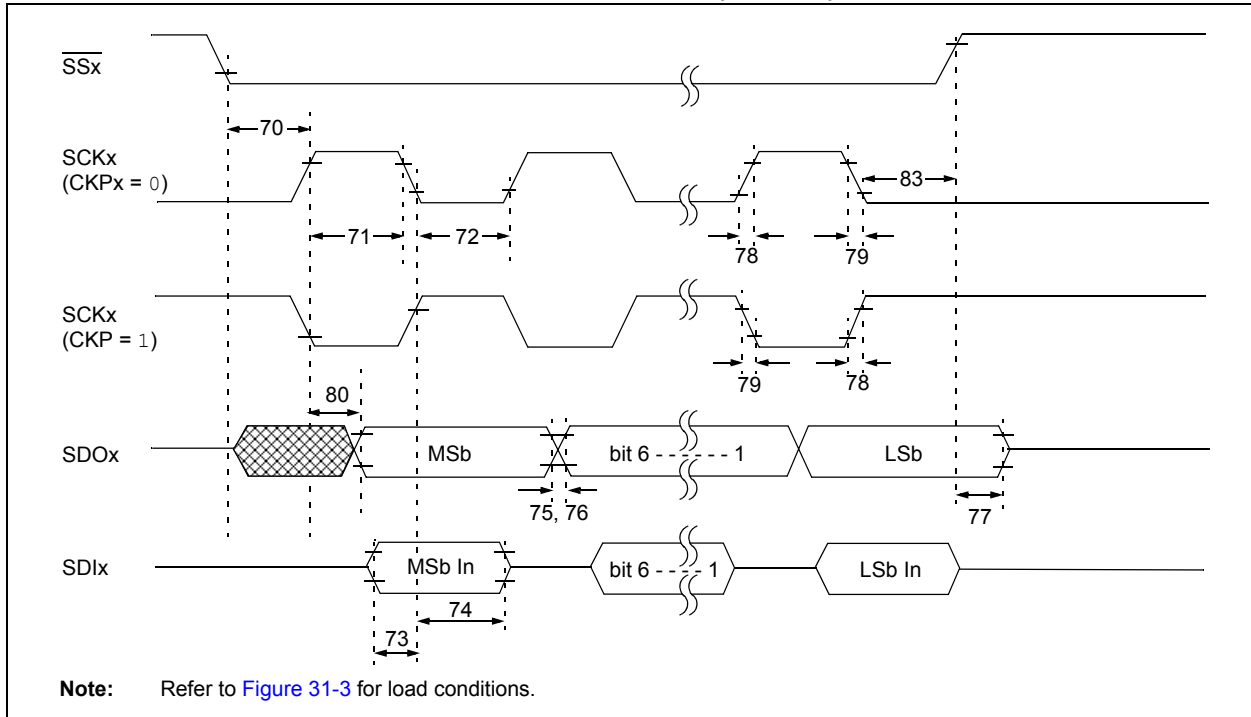 SSx
70
SCKx
(CKPx = 0)
83
71
72
78
79
SCKx
(CKP = 1)
79
78
80
SDOx
MSb
bit 6 - - - - - - 1
LSb
75, 76
77
SDIx
MSb In
bit 6 - - - - 1
LSb In
74
73
Note: Refer to Figure 31-3 for load conditions.